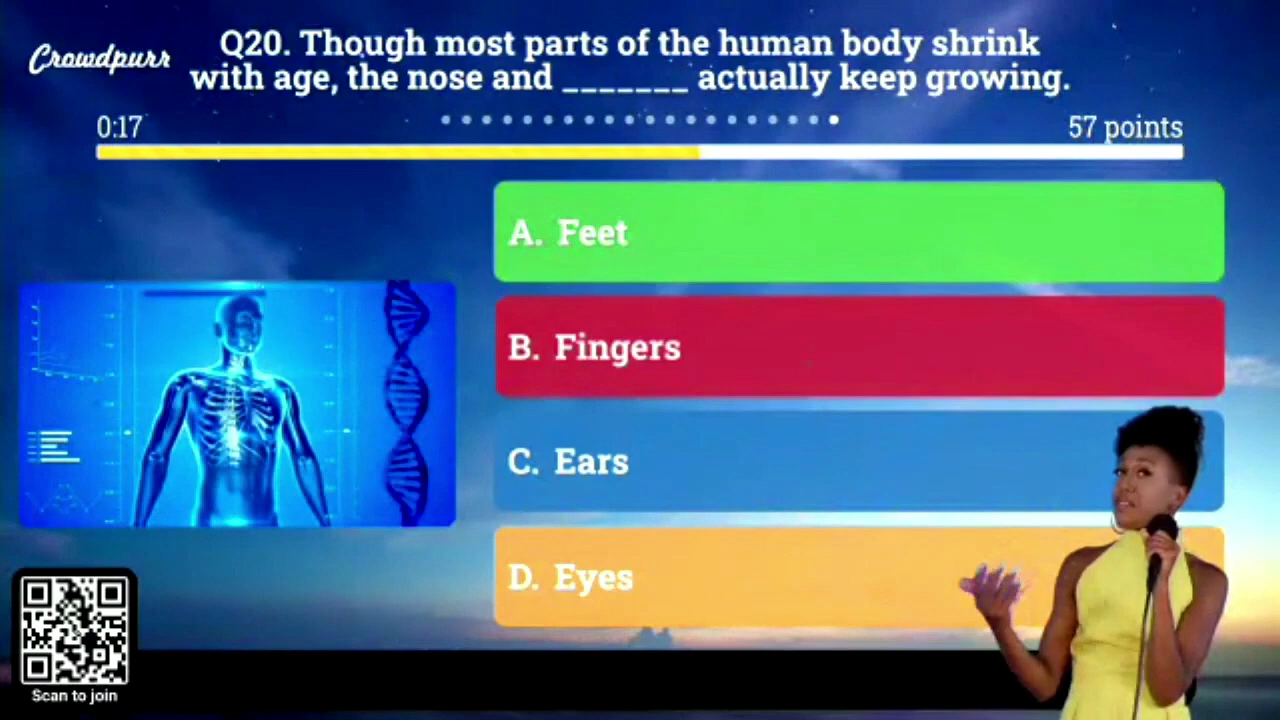 Crowdpurr
Q20. Though most parts of the human body shrink
with age, the nose and _______ actually keep growing.
0:17
57 points
A. Feet
B. Fingers
C. Ears
D. Eyes
Scan to join